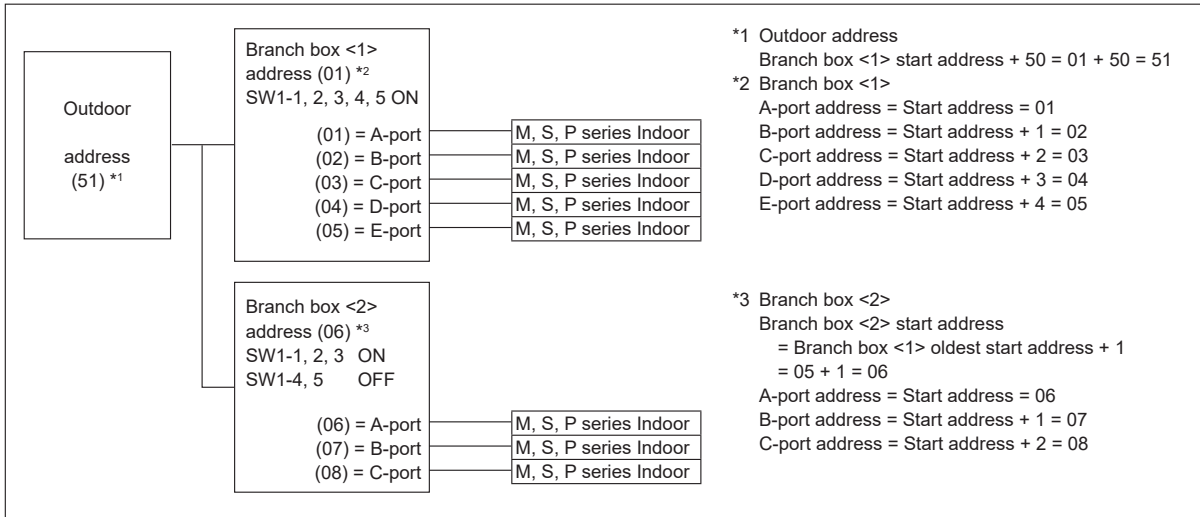 Outdoor
address
(51) *1
Branch box <1>
address (01) *2
SW1-1, 2, 3, 4, 5 ON
(01) = A-port
(02) = B-port
(03) = C-port
(04) = D-port
(05) = E-port
M, S, P series Indoor
M, S, P series Indoor
M, S, P series Indoor
M, S, P series Indoor
M, S, P series Indoor
*1 Outdoor address
Branch box <1> start address + 50 = 01 + 50 = 51
*2 Branch box <1>
A-port address = Start address = 01
B-port address = Start address + 1 = 02
C-port address = Start address + 2 = 03
D-port address = Start address + 3 = 04
E-port address = Start address + 4 = 05
Branch box <2>
address (06) *3
SW1-1, 2, 3 ON
SW1-4, 5 OFF
(06) = A-port
(07) = B-port
(08) = C-port
M, S, P series Indoor
M, S, P series Indoor
M, S, P series Indoor
*3 Branch box <2>
Branch box <2> start address
= Branch box <1> oldest start address + 1
= 05 + 1 = 06
A-port address = Start address = 06
B-port address = Start address + 1 = 07
C-port address = Start address + 2 = 08